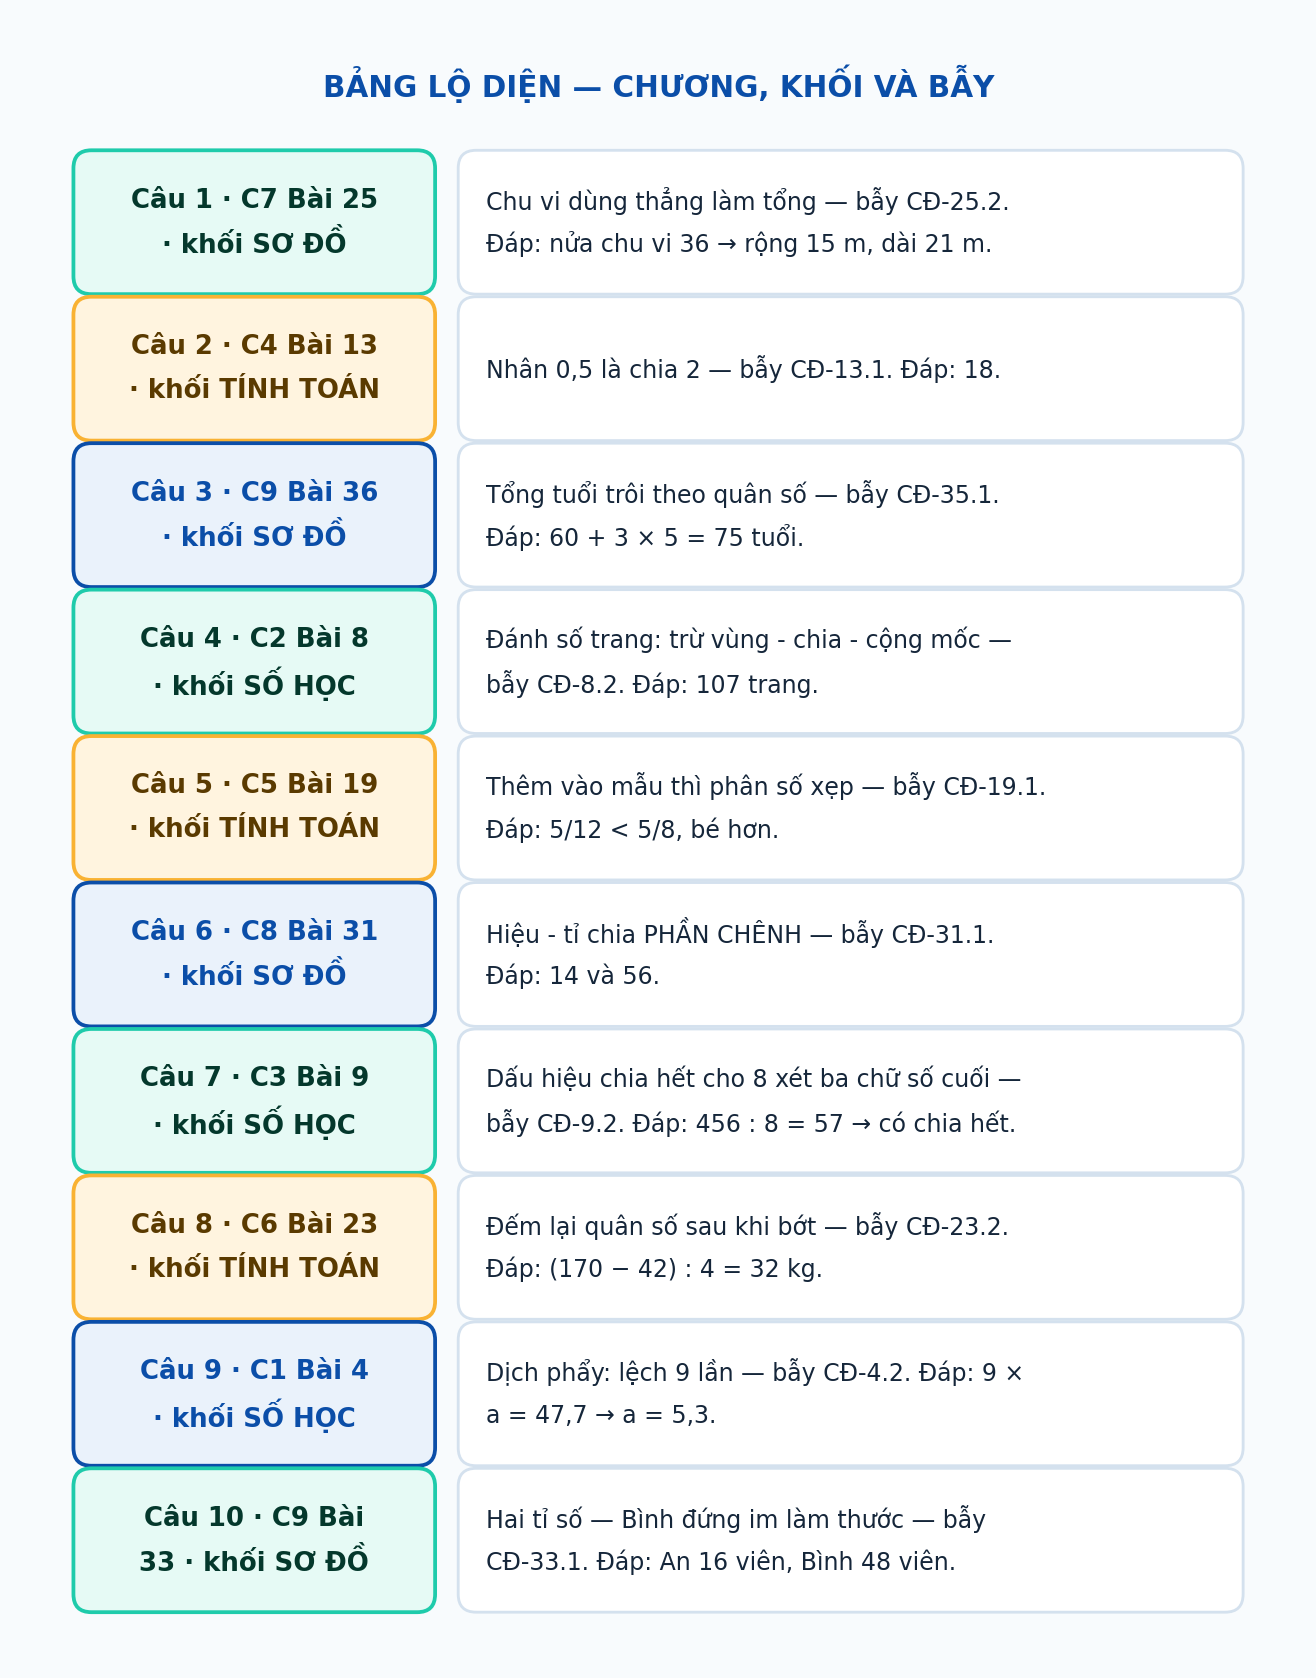 BẢNG LỘ DIỆN — CHƯƠNG, KHỐI VÀ BẪY
Câu 1 · C7 Bài 25
· khối SƠ ĐỒ
Chu vi dùng thẳng làm tổng — bẫy CĐ-25.2.
Đáp: nửa chu vi 36 → rộng 15 m, dài 21 m.
Câu 2 · C4 Bài 13
· khối TÍNH TOÁN
Nhân 0,5 là chia 2 — bẫy CĐ-13.1. Đáp: 18.
Câu 3 · C9 Bài 36
· khối SƠ ĐỒ
Tổng tuổi trôi theo quân số — bẫy CĐ-35.1.
Đáp: 60 + 3 × 5 = 75 tuổi.
Câu 4 · C2 Bài 8
· khối SỐ HỌC
Đánh số trang: trừ vùng - chia - cộng mốc —
bẫy CĐ-8.2. Đáp: 107 trang.
Câu 5 · C5 Bài 19
· khối TÍNH TOÁN
Thêm vào mẫu thì phân số xẹp — bẫy CĐ-19.1.
Đáp: 5/12 < 5/8, bé hơn.
Câu 6 · C8 Bài 31
· khối SƠ ĐỒ
Hiệu - tỉ chia PHẦN CHÊNH — bẫy CĐ-31.1.
Đáp: 14 và 56.
Câu 7 · C3 Bài 9
· khối SỐ HỌC
Dấu hiệu chia hết cho 8 xét ba chữ số cuối —
bẫy CĐ-9.2. Đáp: 456 : 8 = 57 → có chia hết.
Câu 8 · C6 Bài 23
· khối TÍNH TOÁN
Đếm lại quân số sau khi bớt — bẫy CĐ-23.2.
Đáp: (170 − 42) : 4 = 32 kg.
Câu 9 · C1 Bài 4
· khối SỐ HỌC
Dịch phẩy: lệch 9 lần — bẫy CĐ-4.2. Đáp: 9 ×
a = 47,7 → a = 5,3.
Câu 10 · C9 Bài
33 · khối SƠ ĐỒ
Hai tỉ số — Bình đứng im làm thước — bẫy
CĐ-33.1. Đáp: An 16 viên, Bình 48 viên.